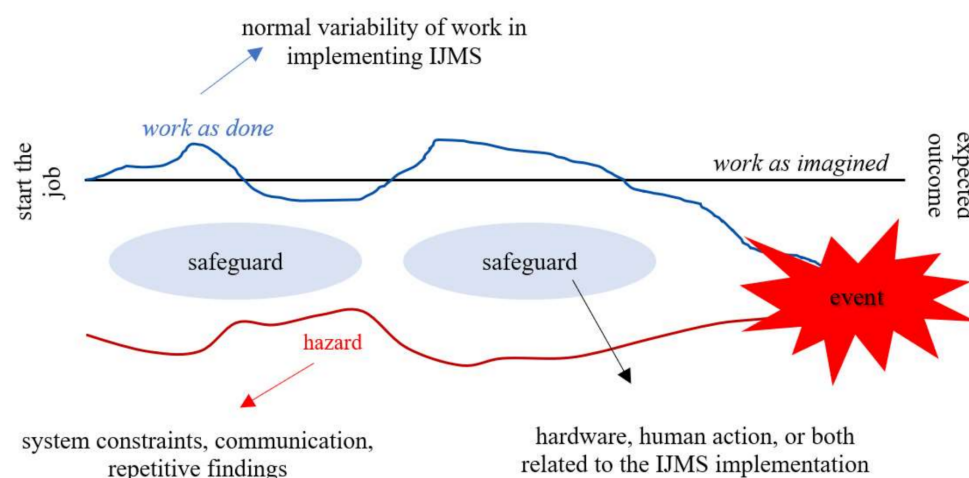 normal variability of work in
implementing IJMS
work as done
start the
job
work as imagined
expected
outcome
safeguard
safeguard
event
hazard
system constraints, communication,
repetitive findings
hardware, human action, or both
related to the IJMS implementation